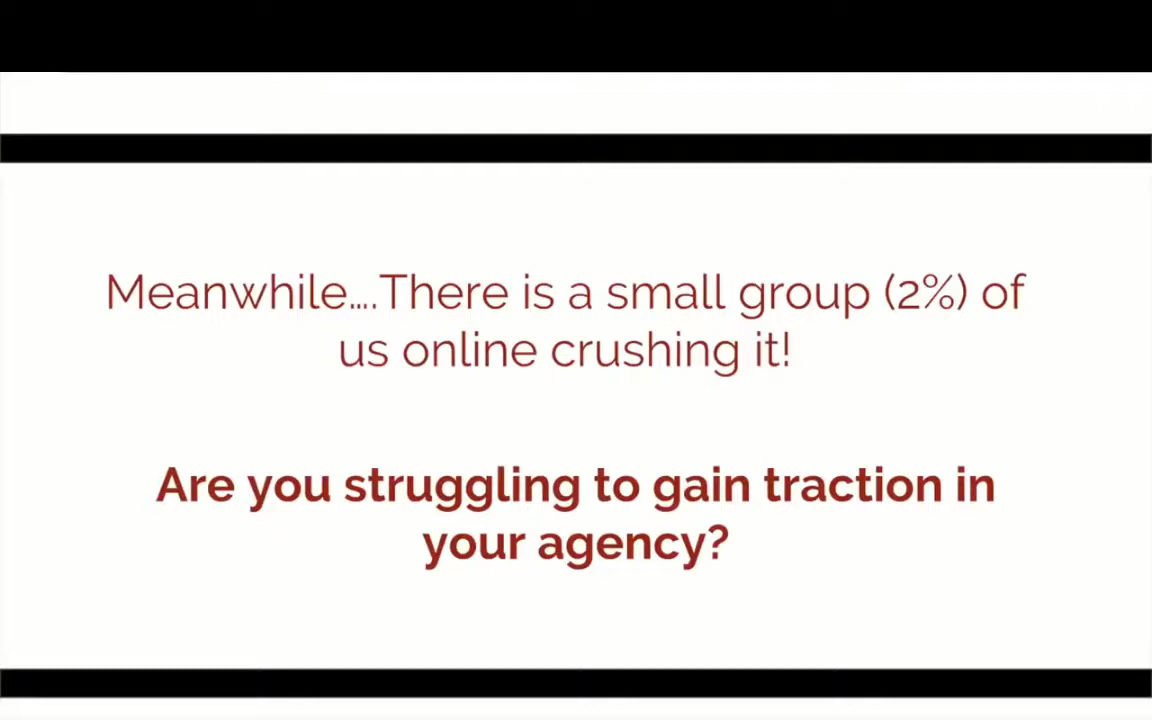 Meanwhile….There is a small group (2%) of
us online crushing it!
Are you struggling to gain traction in
your agency?